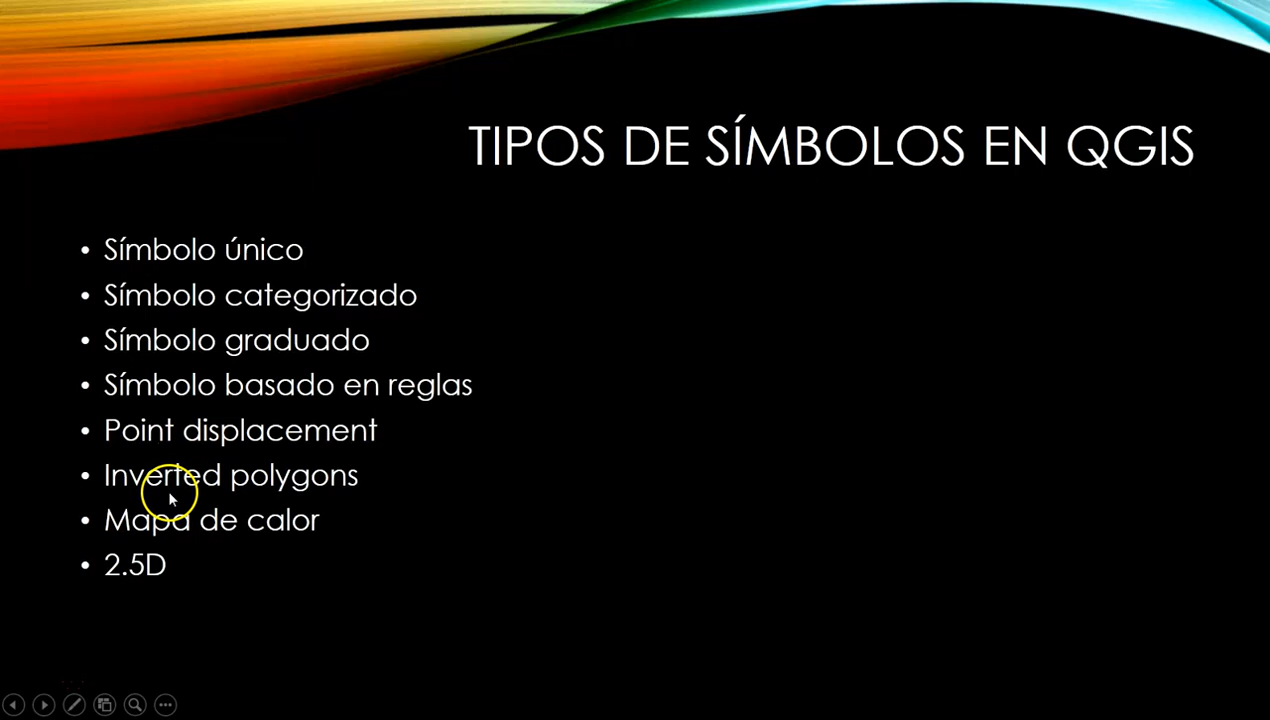 TIPOS DE SÍMBOLOS EN QGIS
• Símbolo único
• Símbolo categorizado
• Símbolo graduado
• Símbolo basado en reglas
• Point displacement
• Inverted polygons
• Mapa de calor
• 2.5D